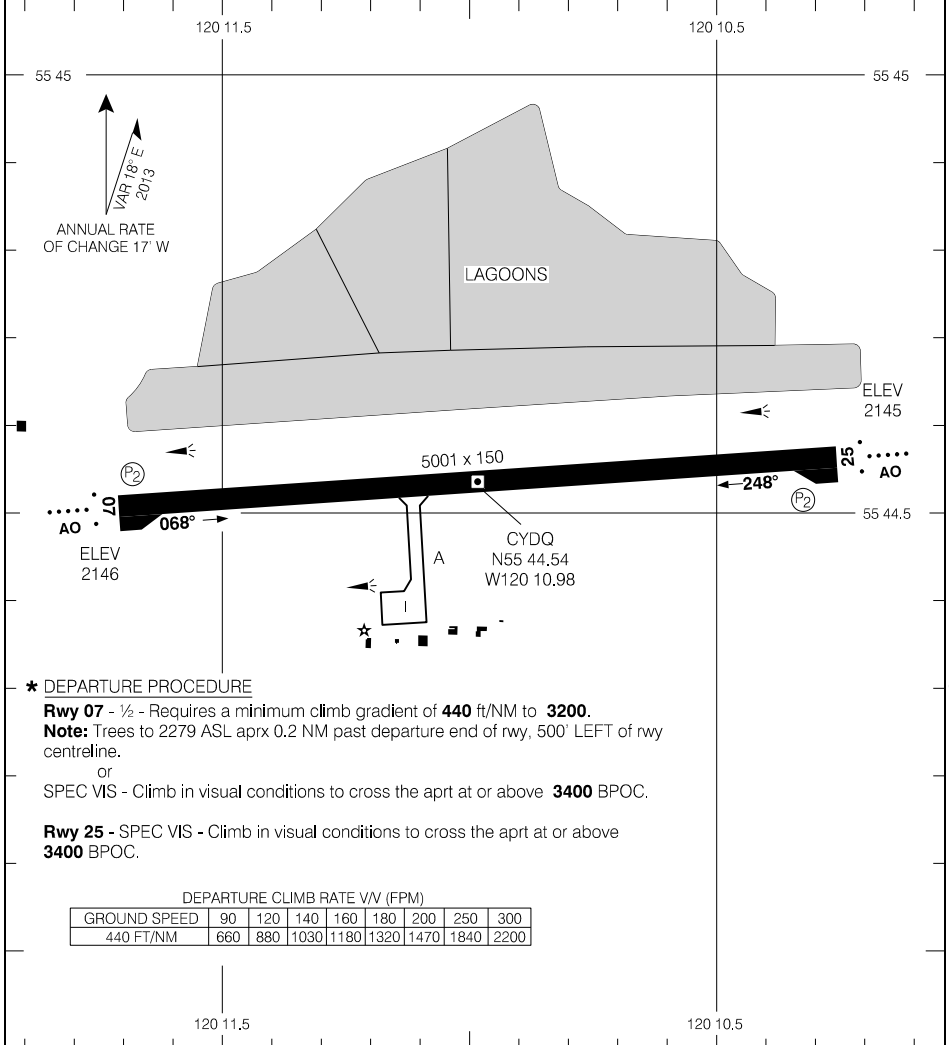 120 11.5 120 10.5
55 45 55 45
VAR 18° E
2013
ANNUAL RATE
OF CHANGE 17' W
LAGOONS
ELEV
2145
5001 x 150
P2
07
25
AO
AO
068°
248°
P2
55 44.5
ELEV
2146
CYDQ
N55 44.54
W120 10.98
A
I
* DEPARTURE PROCEDURE
Rwy 07 - ½ - Requires a minimum climb gradient of 440 ft/NM to 3200.
Note: Trees to 2279 ASL aprx 0.2 NM past departure end of rwy, 500' LEFT of rwy
centreline.
or
SPEC VIS - Climb in visual conditions to cross the aprt at or above 3400 BPOC.
Rwy 25 - SPEC VIS - Climb in visual conditions to cross the aprt at or above
3400 BPOC.
DEPARTURE CLIMB RATE V/V (FPM)
GROUND SPEED 90 120 140 160 180 200 250 300
440 FT/NM 660 880 1030 1180 1320 1470 1840 2200
120 11.5 120 10.5